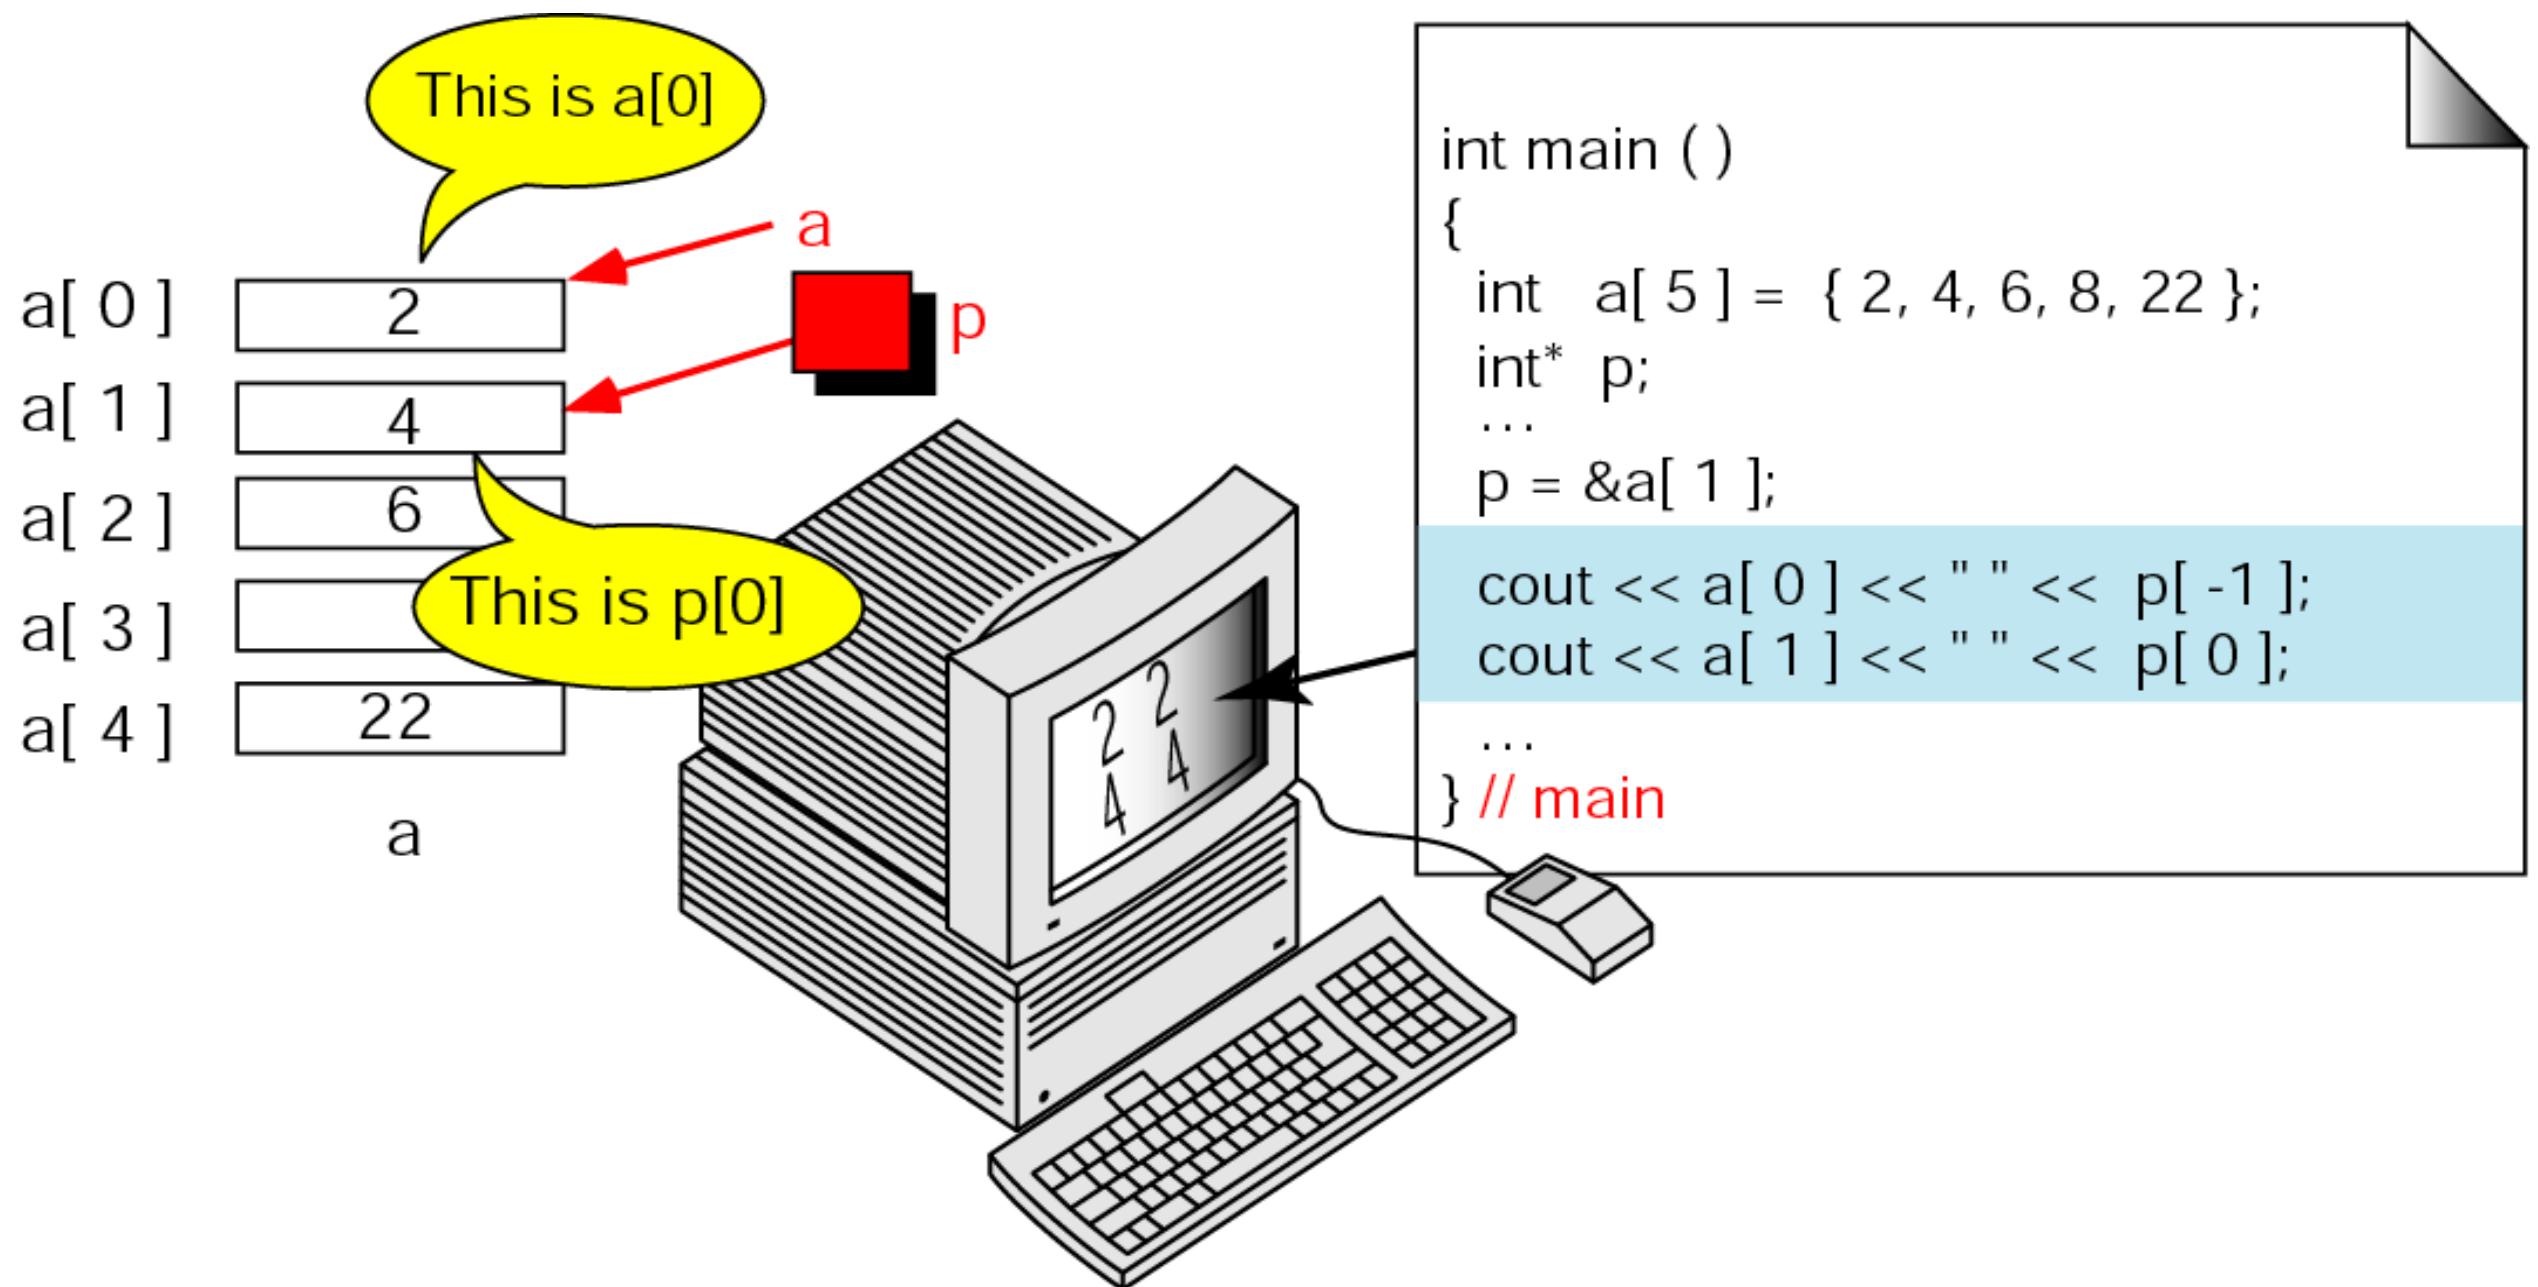 This is a[0]
a
p
a[ 0 ] 2
a[ 1 ] 4
a[ 2 ] 6
a[ 3 ]
This is p[0]
a[ 4 ] 22
a
2 2
4 4
int main ( )
{
int a[ 5 ] = { 2, 4, 6, 8, 22 };
int* p;
...
p = &a[ 1 ];
cout << a[ 0 ] << " " << p[ -1 ];
cout << a[ 1 ] << " " << p[ 0 ];
...
} // main